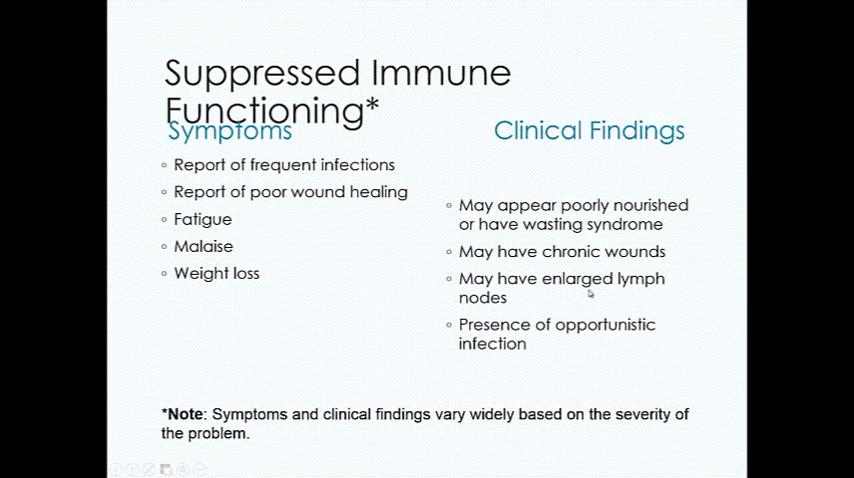 Suppressed Immune
Functioning*
Symptoms
◦ Report of frequent infections
◦ Report of poor wound healing
◦ Fatigue
◦ Malaise
◦ Weight loss
Clinical Findings
◦ May appear poorly nourished
or have wasting syndrome
◦ May have chronic wounds
◦ May have enlarged lymph
nodes
◦ Presence of opportunistic
infection
*Note: Symptoms and clinical findings vary widely based on the severity of
the problem.